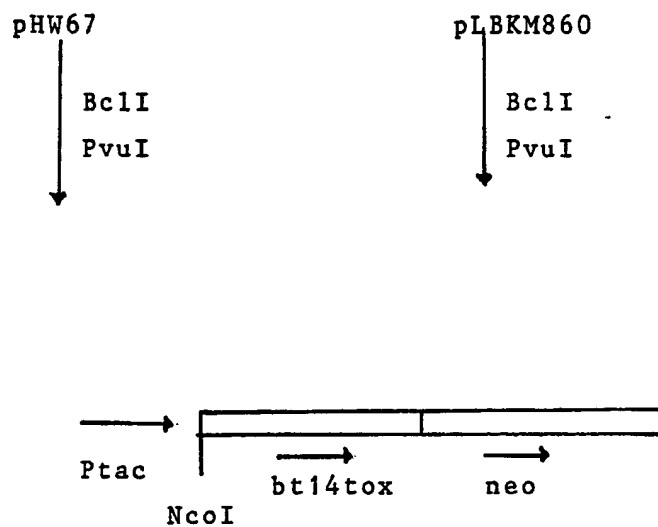 pHW67 pLBKM860
BclI BclI
PvuI PvuI
Ptac bt14tox neo
NcoI